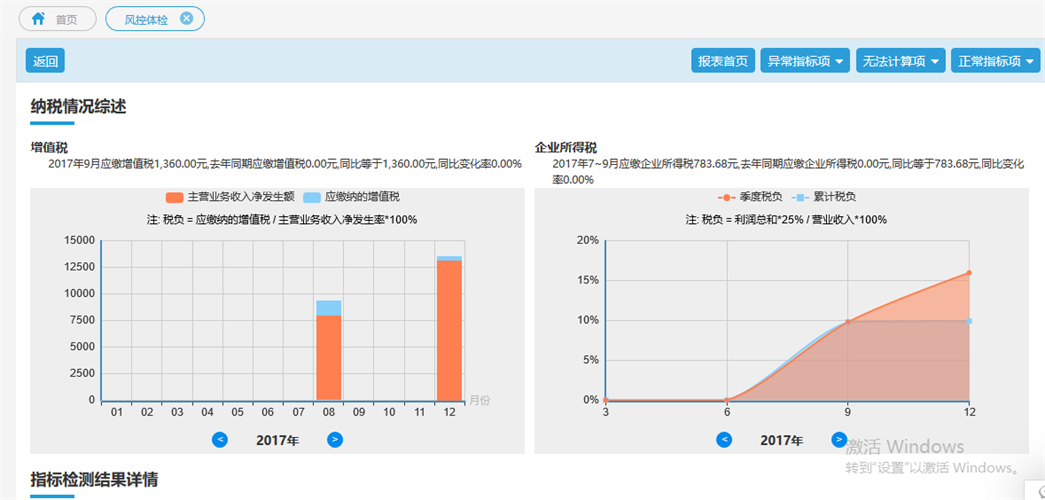 首页
风控体检
返回
报表首页
异常指标项
无法计算项
正常指标项
纳税情况综述
增值税
2017年9月应缴增值税1,360.00元,去年同期应缴增值税0.00元,同比等于1,360.00元,同比变化率0.00%
主营业务收入净发生额
应缴纳的增值税
注: 税负 = 应缴纳的增值税 / 主营业务收入净发生率*100%
15000
12500
10000
7500
5000
2500
0
01 02 03 04 05 06 07 08 09 10 11 12
月份
<
2017年
>
企业所得税
2017年7~9月应缴企业所得税783.68元,去年同期应缴企业所得税0.00元,同比等于783.68元,同比变化
率0.00%
季度税负
累计税负
注: 税负 = 利润总和*25% / 营业收入*100%
20%
15%
10%
5%
0%
3 6 9 12
<
2017年
>
激活 Windows
转到"设置"以激活 Windows。
指标检测结果详情